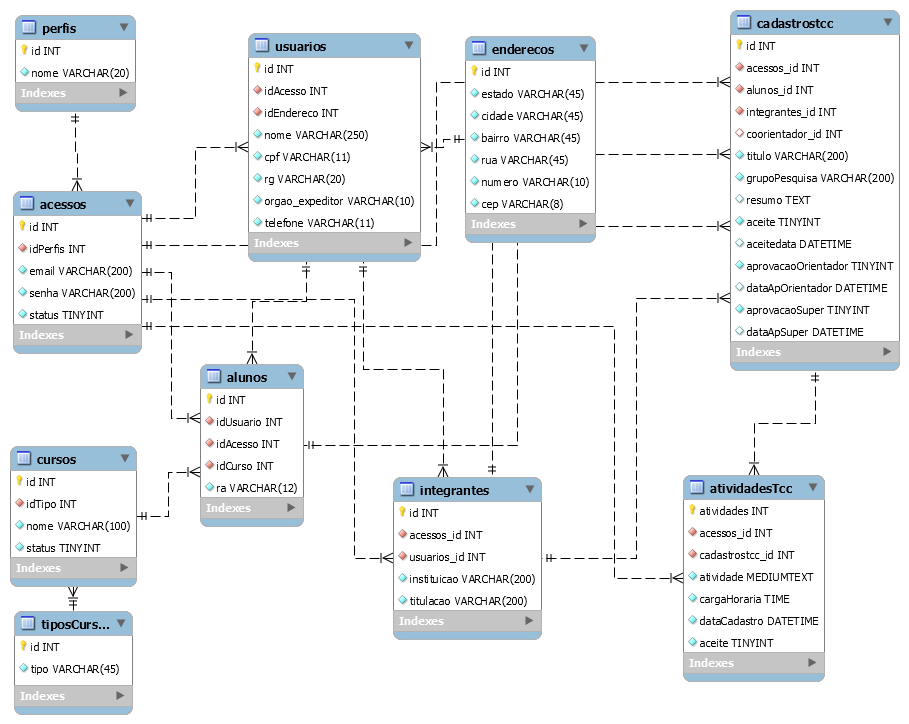 perfis
id INT
nome VARCHAR(20)
Indexes
acessos
id INT
idPerfis INT
email VARCHAR(200)
senha VARCHAR(200)
status TINYINT
Indexes
cursos
id INT
idTipo INT
nome VARCHAR(100)
status TINYINT
Indexes
tiposCurs...
id INT
tipo VARCHAR(45)
Indexes
usuarios
id INT
idAcesso INT
idEndereco INT
nome VARCHAR(250)
cpf VARCHAR(11)
rg VARCHAR(20)
orgao_expeditor VARCHAR(10)
telefone VARCHAR(11)
Indexes
alunos
id INT
idUsuario INT
idAcesso INT
idCurso INT
ra VARCHAR(12)
Indexes
enderecos
id INT
estado VARCHAR(45)
cidade VARCHAR(45)
bairro VARCHAR(45)
rua VARCHAR(45)
numero VARCHAR(10)
cep VARCHAR(8)
Indexes
integrantes
id INT
acessos_id INT
usuarios_id INT
instituicao VARCHAR(200)
titulacao VARCHAR(200)
Indexes
cadastrostcc
id INT
acessos_id INT
alunos_id INT
integrantes_id INT
coorientador_id INT
titulo VARCHAR(200)
grupoPesquisa VARCHAR(200)
resumo TEXT
aceite TINYINT
aceitedata DATETIME
aprovacaoOrientador TINYINT
dataApOrientador DATETIME
aprovacaoSuper TINYINT
dataApSuper DATETIME
Indexes
atividadesTcc
atividades INT
acessos_id INT
cadastrostcc_id INT
atividade MEDIUMTEXT
cargaHoraria TIME
dataCadastro DATETIME
aceite TINYINT
Indexes